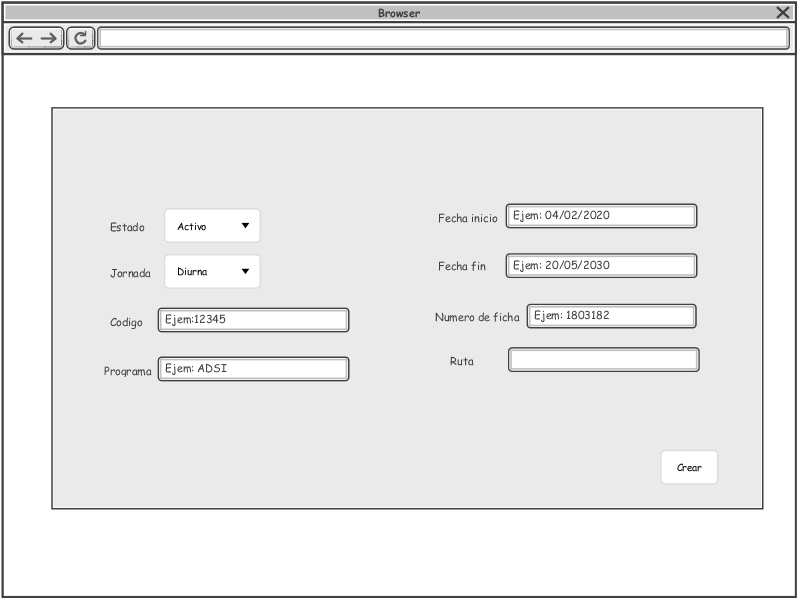 Browser
Estado
Activo
Jornada
Diurna
Codigo
Ejem:12345
Programa
Ejem: ADSI
Fecha inicio
Ejem: 04/02/2020
Fecha fin
Ejem: 20/05/2030
Numero de ficha
Ejem: 1803182
Ruta
Crear